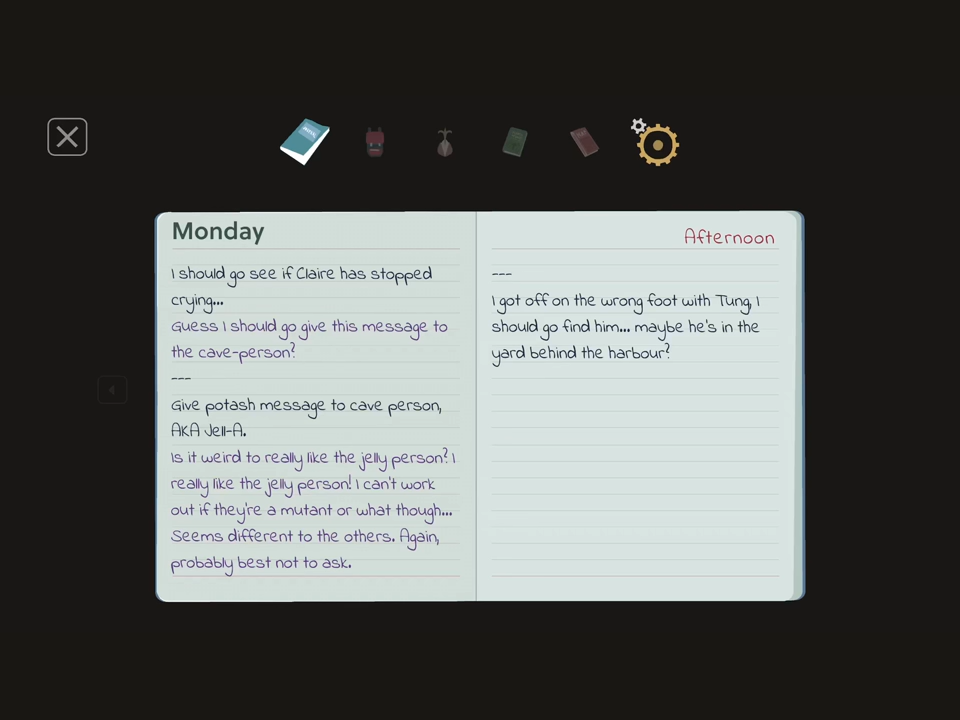 Monday
I should go see if Claire has stopped
crying...
Guess I should go give this message to
the cave-person?
---
Give potash message to cave person,
AKA Jell-A.
Is it weird to really like the jelly person? I
really like the jelly person! I can't work
out if they're a mutant or what though...
Seems different to the others. Again,
probably best not to ask.
Afternoon
---
I got off on the wrong foot with Tung, I
should go find him... maybe he's in the
yard behind the harbour?